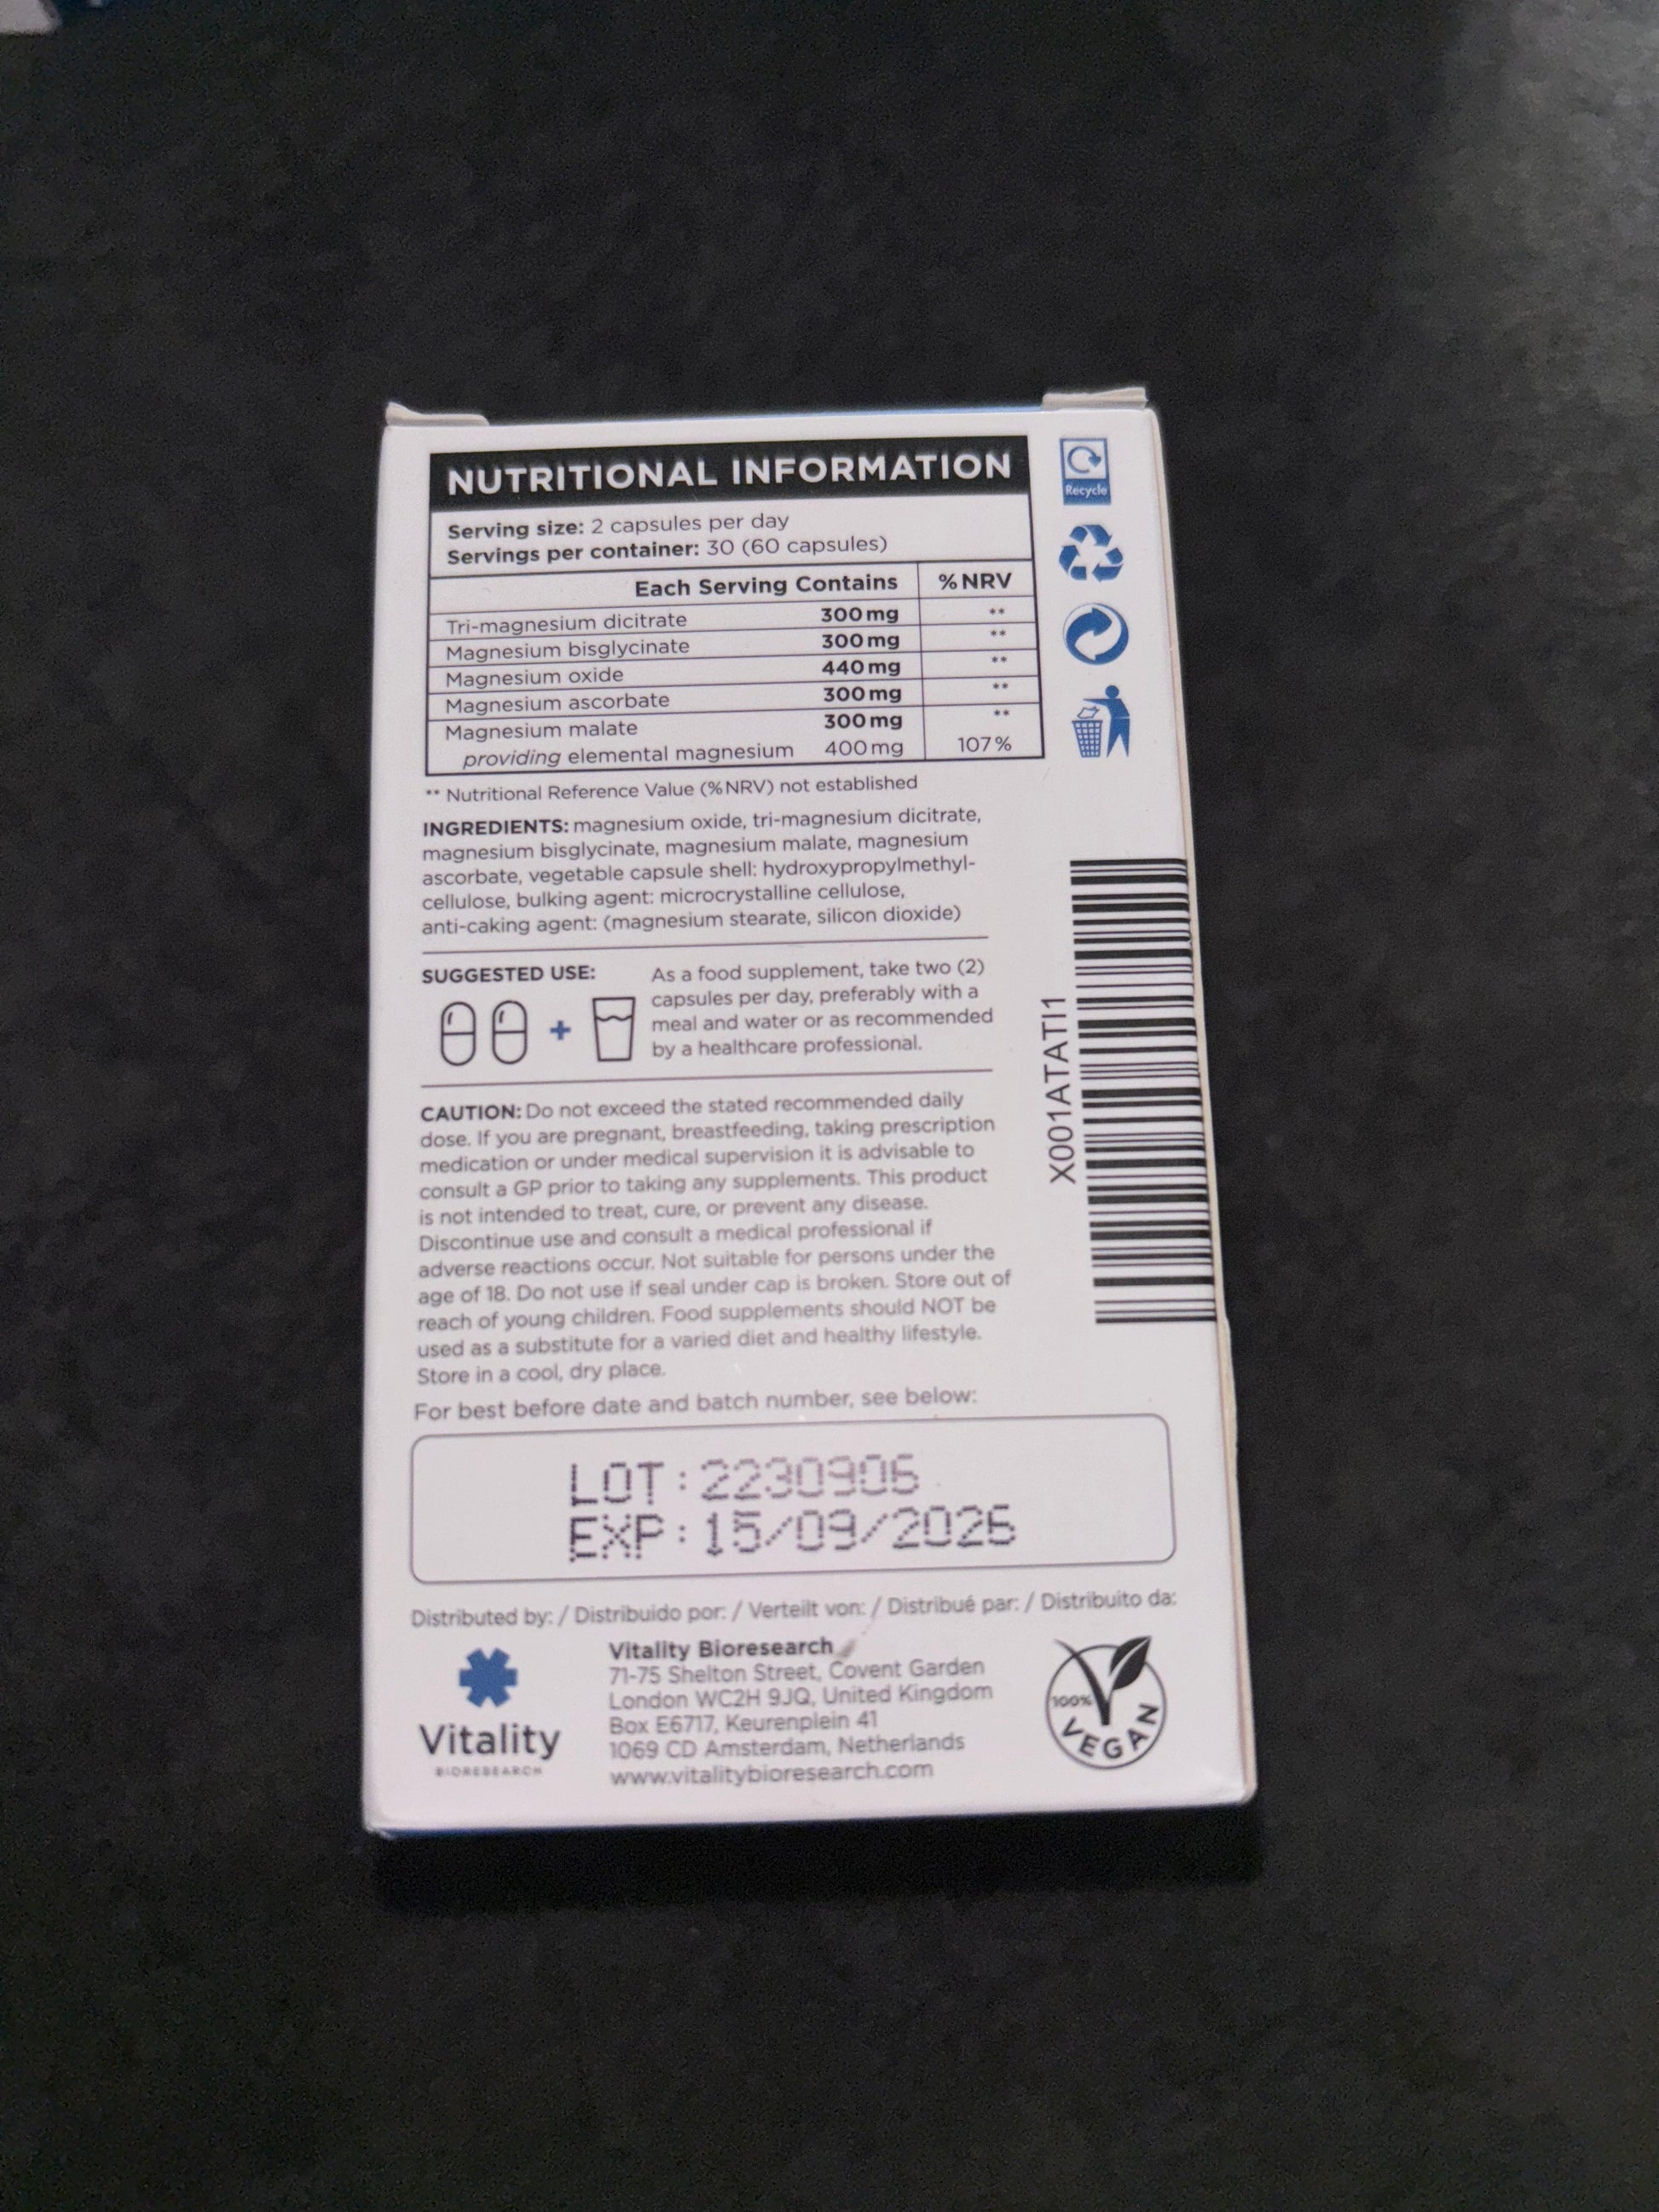 NUTRITIONAL INFORMATION
Serving size: 2 capsules per day
Servings per container: 30 (60 capsules)
Each Serving Contains % NRV
Tri-magnesium dicitrate 300mg **
Magnesium bisglycinate 300mg **
Magnesium oxide 440mg **
Magnesium ascorbate 300mg **
Magnesium malate 300mg **
providing elemental magnesium 400mg 107%
** Nutritional Reference Value (%NRV) not established
INGREDIENTS: magnesium oxide, tri-magnesium dicitrate,
magnesium bisglycinate, magnesium malate, magnesium
ascorbate, vegetable capsule shell: hydroxypropylmethyl-
cellulose, bulking agent: microcrystalline cellulose,
anti-caking agent: (magnesium stearate, silicon dioxide)
SUGGESTED USE:
As a food supplement, take two (2)
capsules per day, preferably with a
meal and water or as recommended
by a healthcare professional.
CAUTION: Do not exceed the stated recommended daily
dose. If you are pregnant, breastfeeding, taking prescription
medication or under medical supervision it is advisable to
consult a GP prior to taking any supplements. This product
is not intended to treat, cure, or prevent any disease.
Discontinue use and consult a medical professional if
adverse reactions occur. Not suitable for persons under the
age of 18. Do not use if seal under cap is broken. Store out of
reach of young children. Food supplements should NOT be
used as a substitute for a varied diet and healthy lifestyle.
Store in a cool, dry place.
For best before date and batch number, see below:
LOT: 2230906
EXP: 15/09/2026
Distributed by: / Distribuido por: / Verteilt von: / Distribué par: / Distribuito da:
Vitality
BIORESEARCH
Vitality Bioresearch
71-75 Shelton Street, Covent Garden
London WC2H 9JQ, United Kingdom
Box E6717, Keurenplein 41
1069 CD Amsterdam, Netherlands
www.vitalitybioresearch.com
100%
VEGAN
Recycle
X001ATATI1